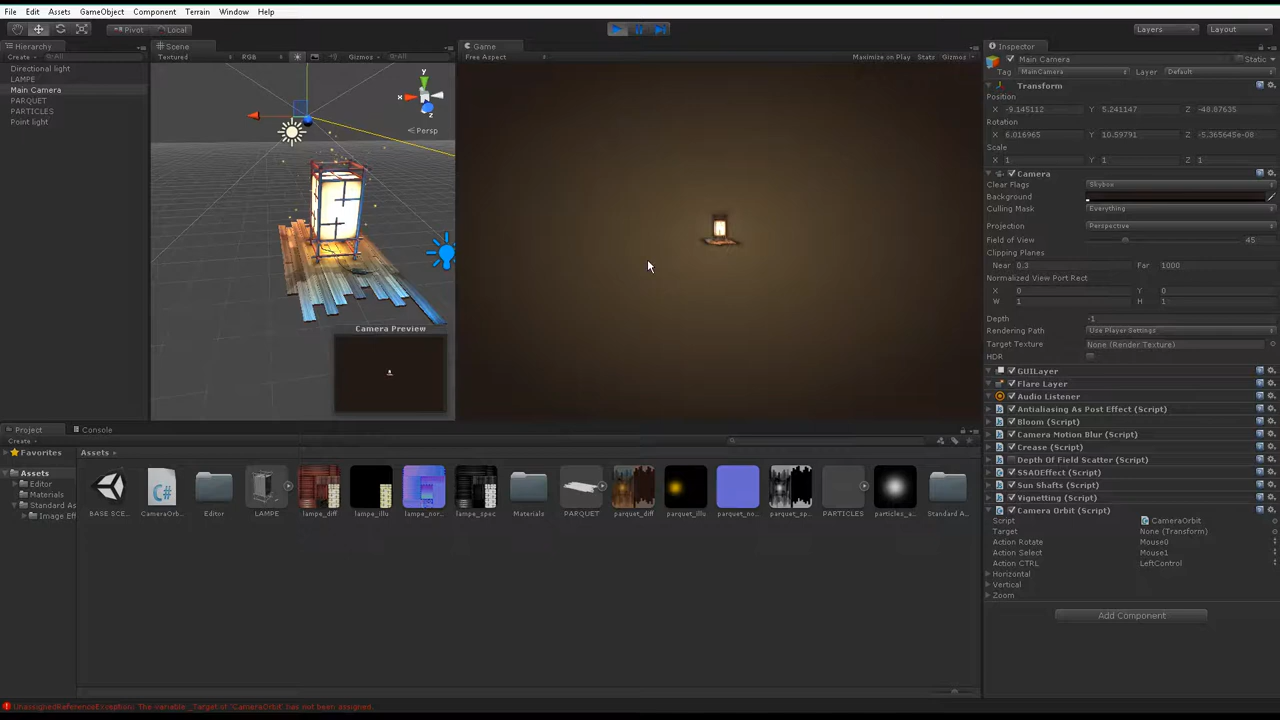 File Edit Assets GameObject Component Terrain Window Help
Pivot Local Layers Layout
Hierarchy Scene Game Inspector
Create All Textured RGB Gizmos All Free Aspect Maximize on Play Stats Gizmos
Directional light
LAMPE
Main Camera
PARQUET
PARTICLES
Point light
y
x
z
Persp
Camera Preview
Main Camera Static
Tag MainCamera Layer Default
Transform
Position
X -9.145112 Y 5.241147 Z -48.87635
Rotation
X 6.016965 Y 10.59791 Z -5.365645e-08
Scale
X 1 Y 1 Z 1
Camera
Clear Flags Skybox
Background
Culling Mask Everything
Projection Perspective
Field of View 45
Clipping Planes
Near 0.3 Far 1000
Normalized View Port Rect
X 0 Y 0
W 1 H 1
Depth -1
Rendering Path Use Player Settings
Target Texture None (Render Texture)
HDR
GUILayer
Flare Layer
Audio Listener
Antialiasing As Post Effect (Script)
Bloom (Script)
Camera Motion Blur (Script)
Crease (Script)
Depth Of Field Scatter (Script)
SSAOEffect (Script)
Sun Shafts (Script)
Vignetting (Script)
Camera Orbit (Script)
Script CameraOrbit
Target None (Transform)
Action Rotate Mouse0
Action Select Mouse1
Action CTRL LeftControl
Horizontal
Vertical
Zoom
Add Component
Project Console
Create
Favorites
Assets
Editor
Materials
Standard As
Image Eff
Assets
BASE SCE... CameraOrb... Editor LAMPE lampe_diff lampe_illu lampe_nor... lampe_spec Materials PARQUET parquet_diff parquet_illu parquet_no... parquet_sp... PARTICLES particles_a... Standard A...
UnassignedReferenceException: The variable _Target of 'CameraOrbit' has not been assigned.